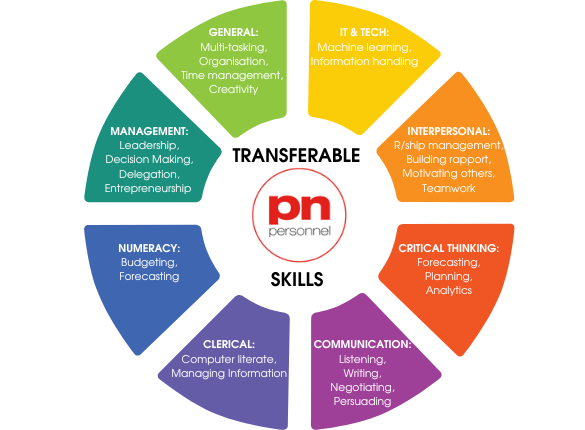 GENERAL:
Multi-tasking,
Organisation,
Time management,
Creativity
IT & TECH:
Machine learning,
Information handling
INTERPERSONAL:
R/ship management,
Building rapport,
Motivating others,
Teamwork
CRITICAL THINKING:
Forecasting,
Planning,
Analytics
COMMUNICATION:
Listening,
Writing,
Negotiating,
Persuading
CLERICAL:
Computer literate,
Managing Information
NUMERACY:
Budgeting,
Forecasting
MANAGEMENT:
Leadership,
Decision Making,
Delegation,
Entrepreneurship
TRANSFERABLE
pn
personnel
SKILLS